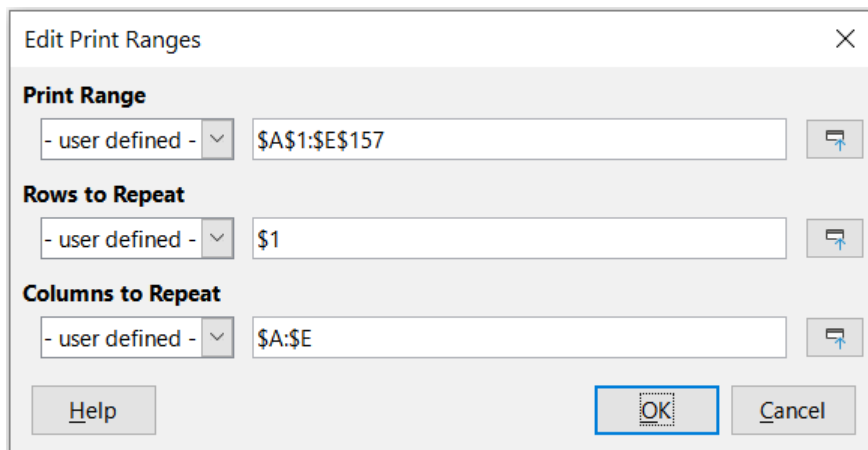 Edit Print Ranges
Print Range
- user defined - $A$1:$E$157
Rows to Repeat
- user defined - $1
Columns to Repeat
- user defined - $A:$E
Help OK Cancel